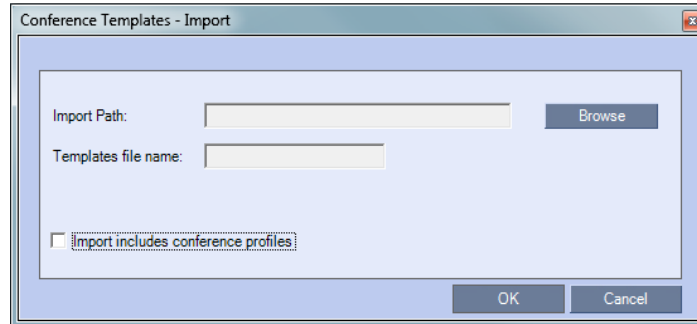 Conference Templates - Import
Import Path:
Browse
Templates file name:
Import includes conference profiles
OK
Cancel